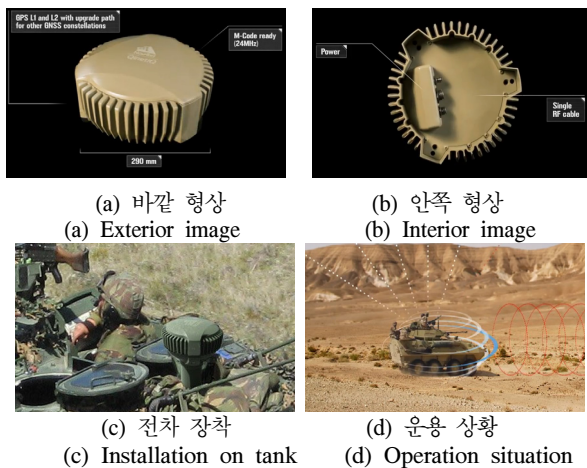 GPS L1 and L2 with upgrade path
for other GNSS constellations
M-Code ready
(24MHz)
290 mm
Power
Single
RF cable
(a) 바깥 형상
(b) 안쪽 형상
(a) Exterior image
(b) Interior image
(c) 전차 장착
(d) 운용 상황
(c) Installation on tank
(d) Operation situation